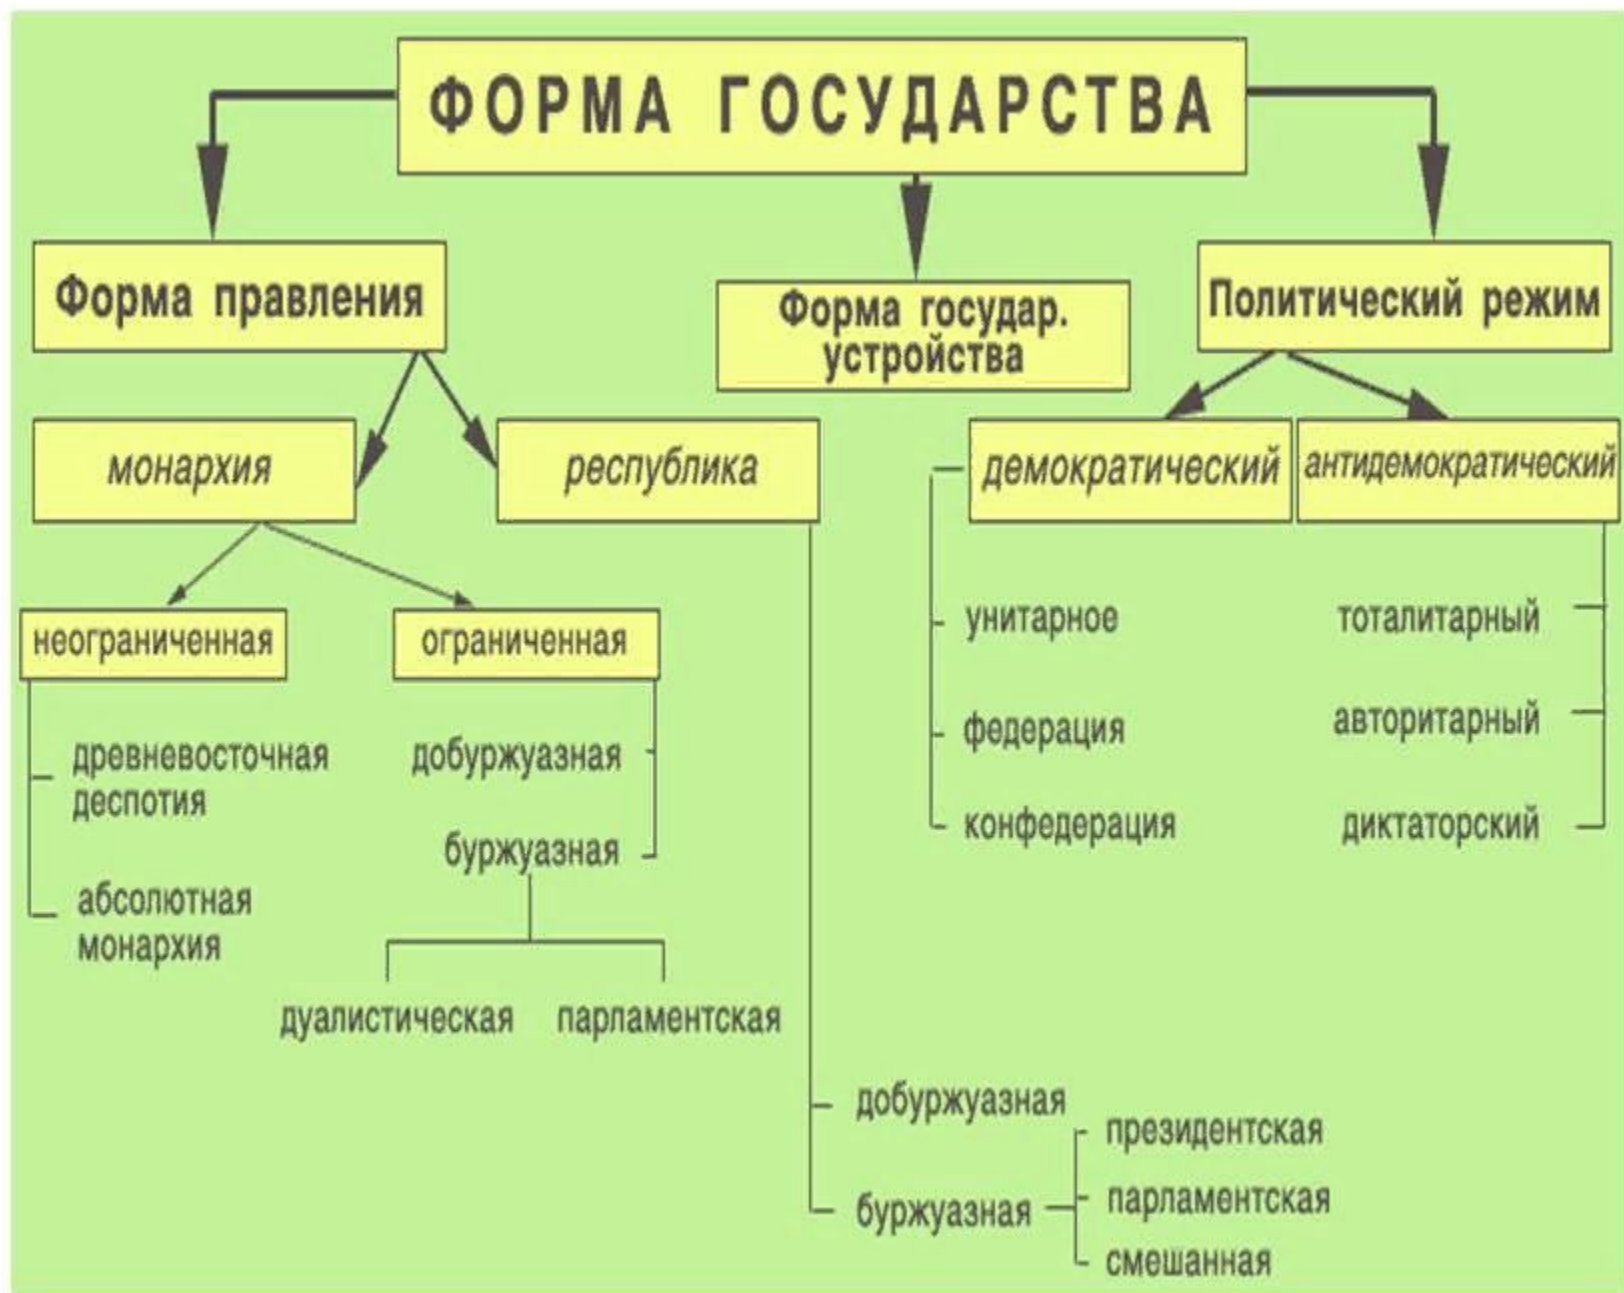 ФОРМА ГОСУДАРСТВА
Форма правления
Форма государ.
устройства
Политический режим
монархия
республика
демократический
антидемократический
неограниченная
ограниченная
унитарное
тоталитарный
древневосточная
деспотия
добуржуазная
федерация
авторитарный
буржуазная
конфедерация
диктаторский
абсолютная
монархия
дуалистическая
парламентская
добуржуазная
президентская
буржуазная
парламентская
смешанная